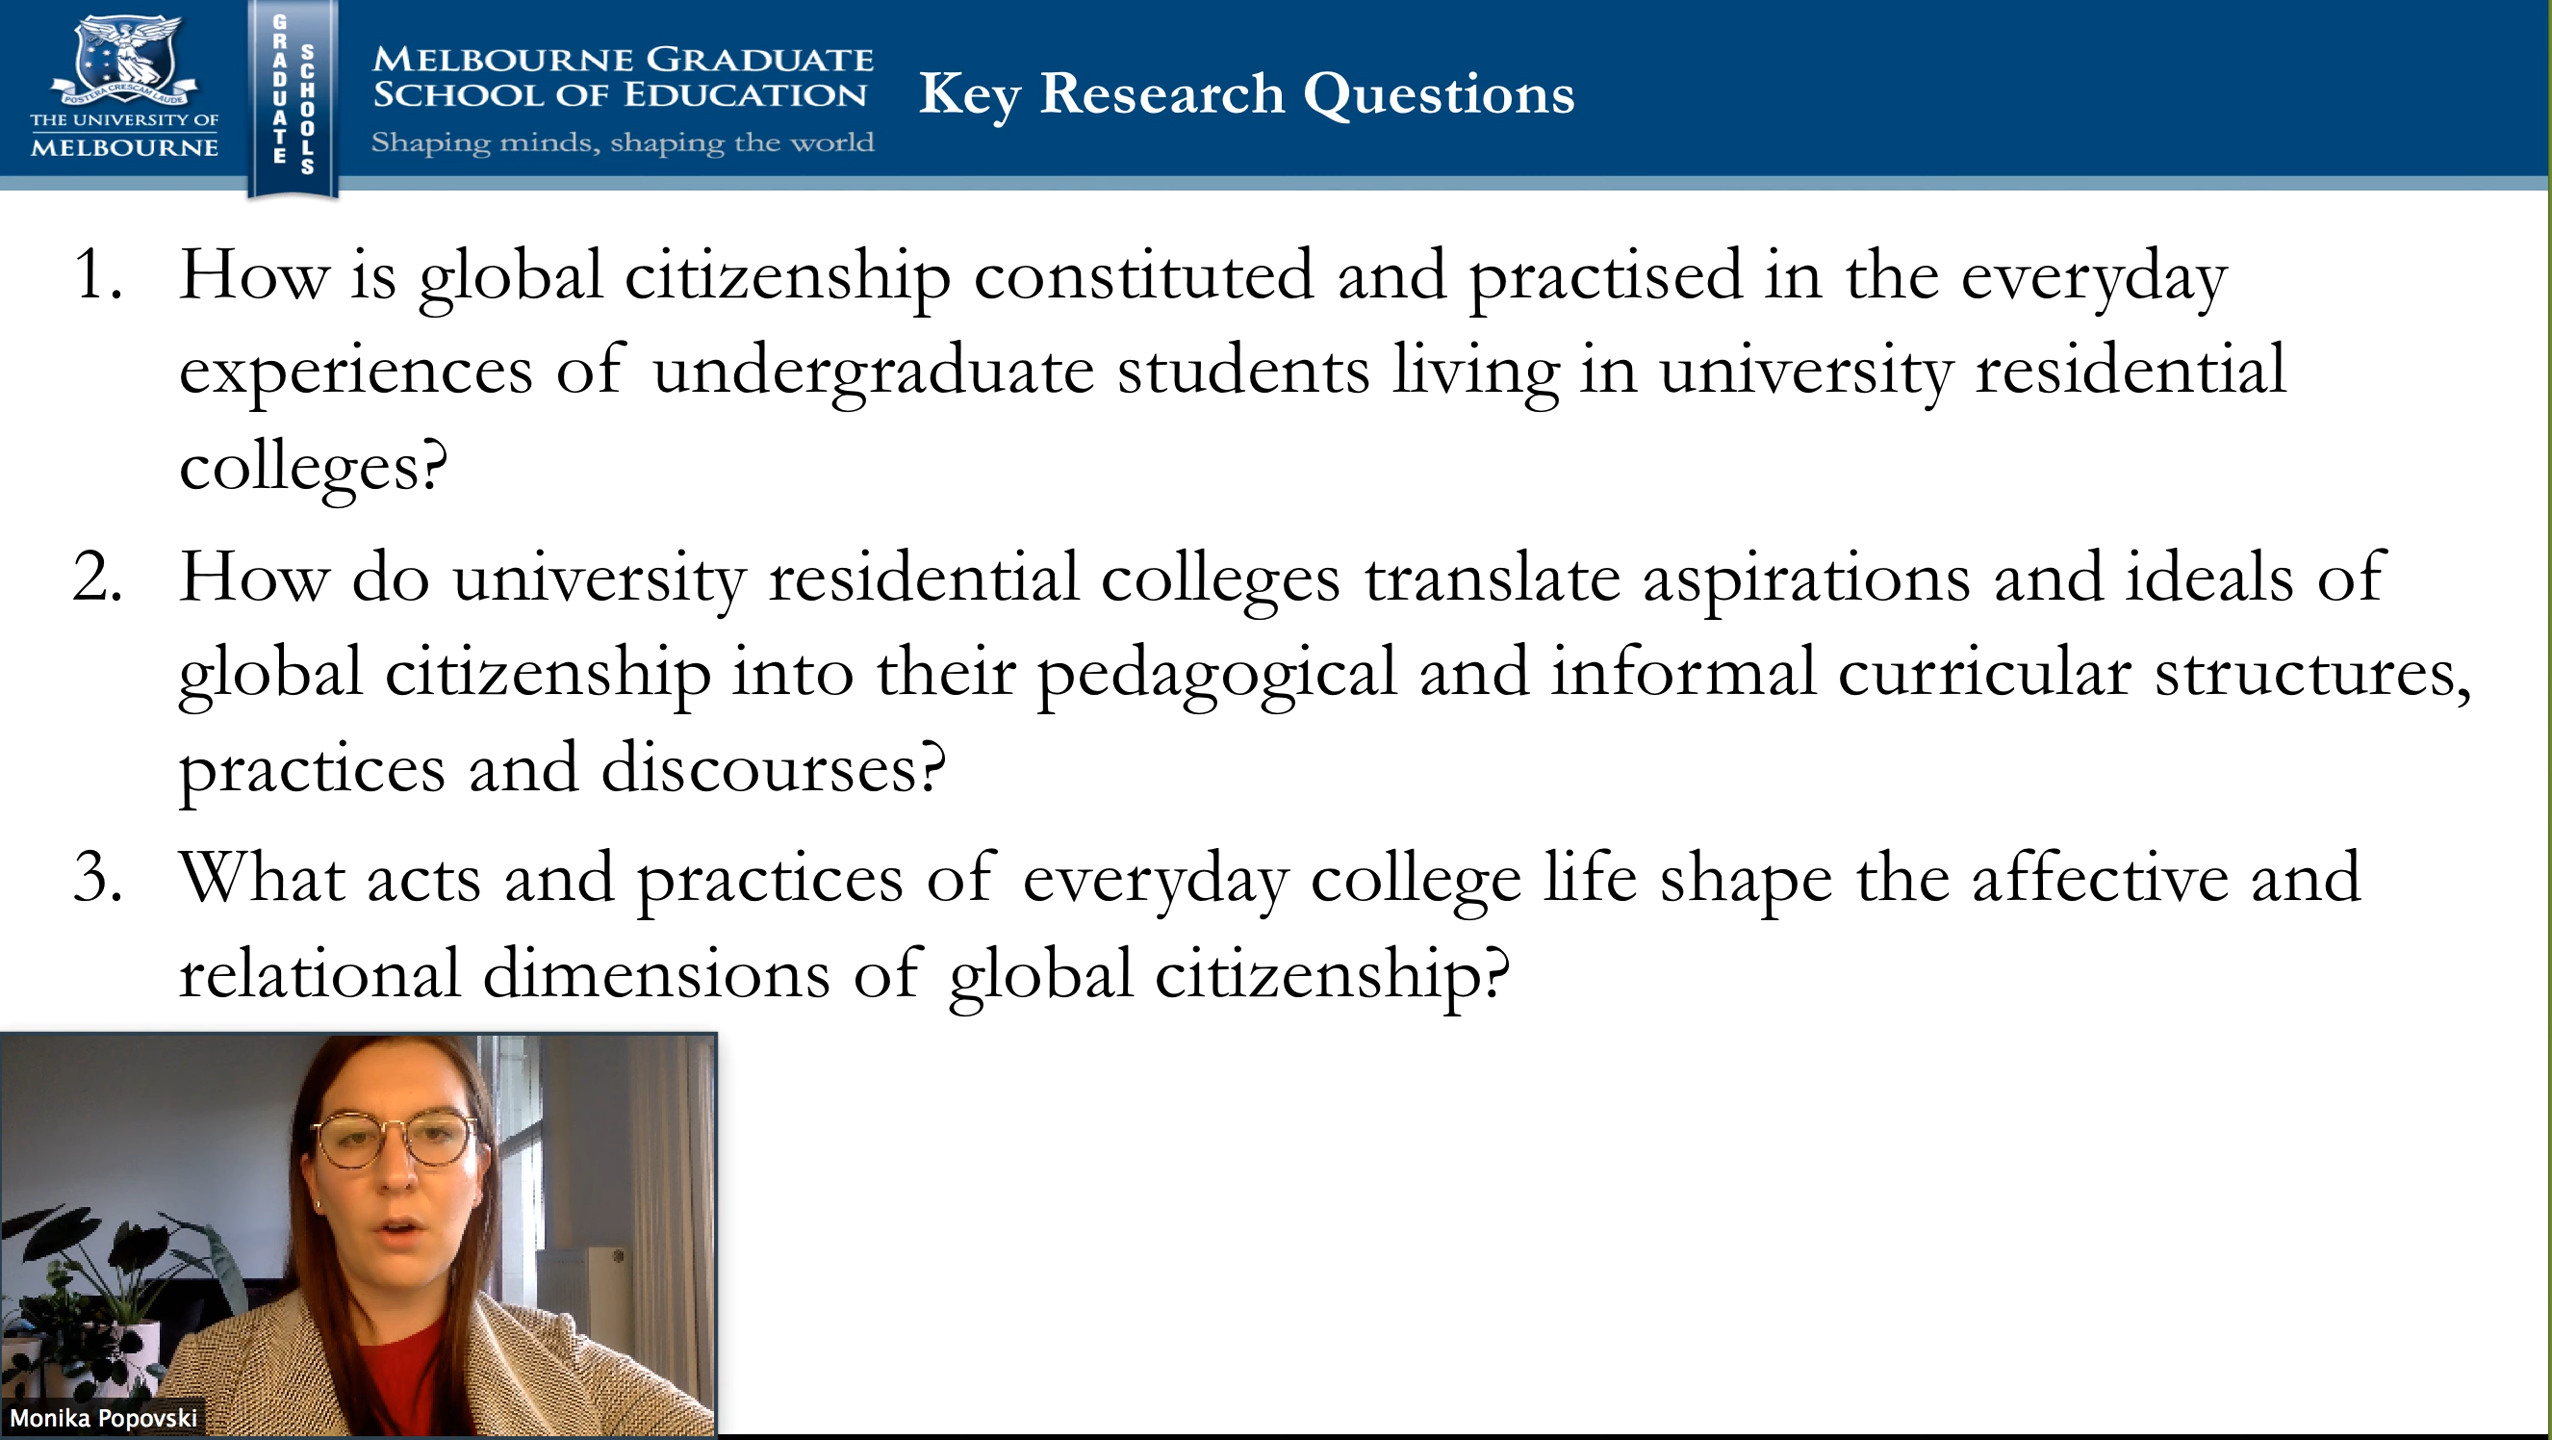 POSTERA CRESCAM LAUDE
THE UNIVERSITY OF
MELBOURNE
GRADUATE
SCHOOLS
MELBOURNE GRADUATE
SCHOOL OF EDUCATION
Shaping minds, shaping the world
Key Research Questions
1. How is global citizenship constituted and practised in the everyday
experiences of undergraduate students living in university residential
colleges?
2. How do university residential colleges translate aspirations and ideals of
global citizenship into their pedagogical and informal curricular structures,
practices and discourses?
3. What acts and practices of everyday college life shape the affective and
relational dimensions of global citizenship?
Monika Popovski